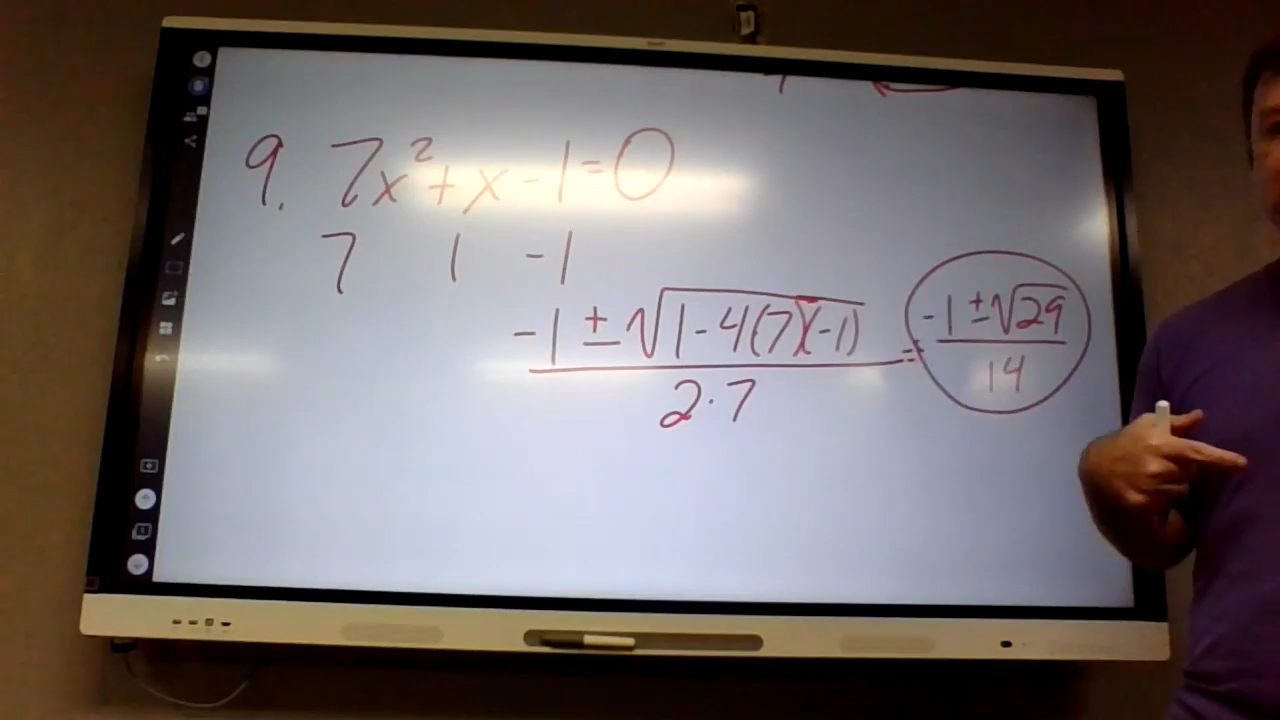 9. 7x² + x - 1 = 0
7 1 -1
-1 ± √1-4(7)(-1) = -1 ± √29
2·7 14